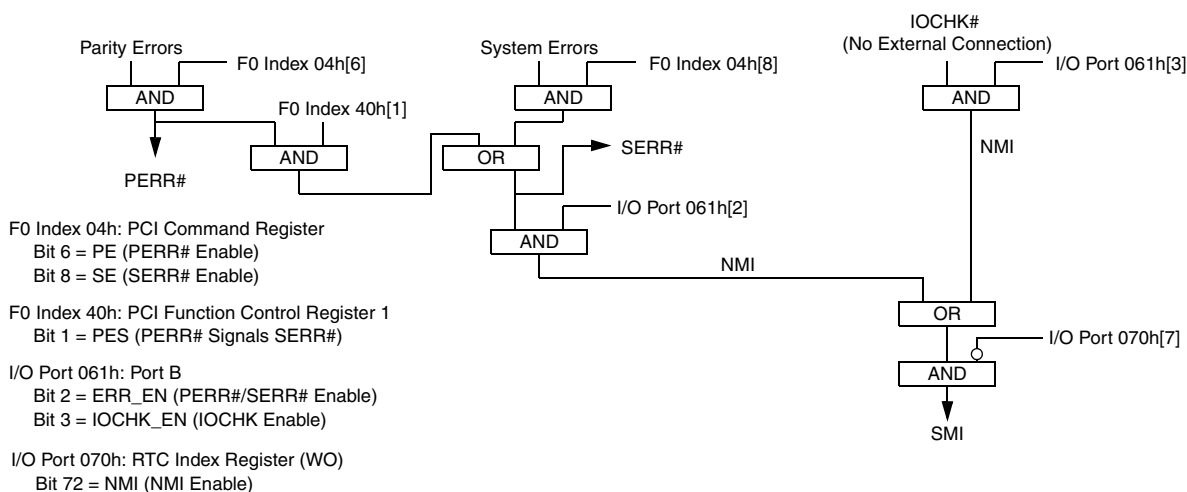 IOCHK#
(No External Connection)
Parity Errors
System Errors
F0 Index 04h[6]
F0 Index 04h[8]
I/O Port 061h[3]
AND
AND
AND
F0 Index 40h[1]
AND
OR
SERR#
NMI
PERR#
I/O Port 061h[2]
AND
NMI
F0 Index 04h: PCI Command Register
Bit 6 = PE (PERR# Enable)
Bit 8 = SE (SERR# Enable)
F0 Index 40h: PCI Function Control Register 1
Bit 1 = PES (PERR# Signals SERR#)
OR
I/O Port 070h[7]
AND
SMI
I/O Port 061h: Port B
Bit 2 = ERR_EN (PERR#/SERR# Enable)
Bit 3 = IOCHK_EN (IOCHK Enable)
I/O Port 070h: RTC Index Register (WO)
Bit 72 = NMI (NMI Enable)